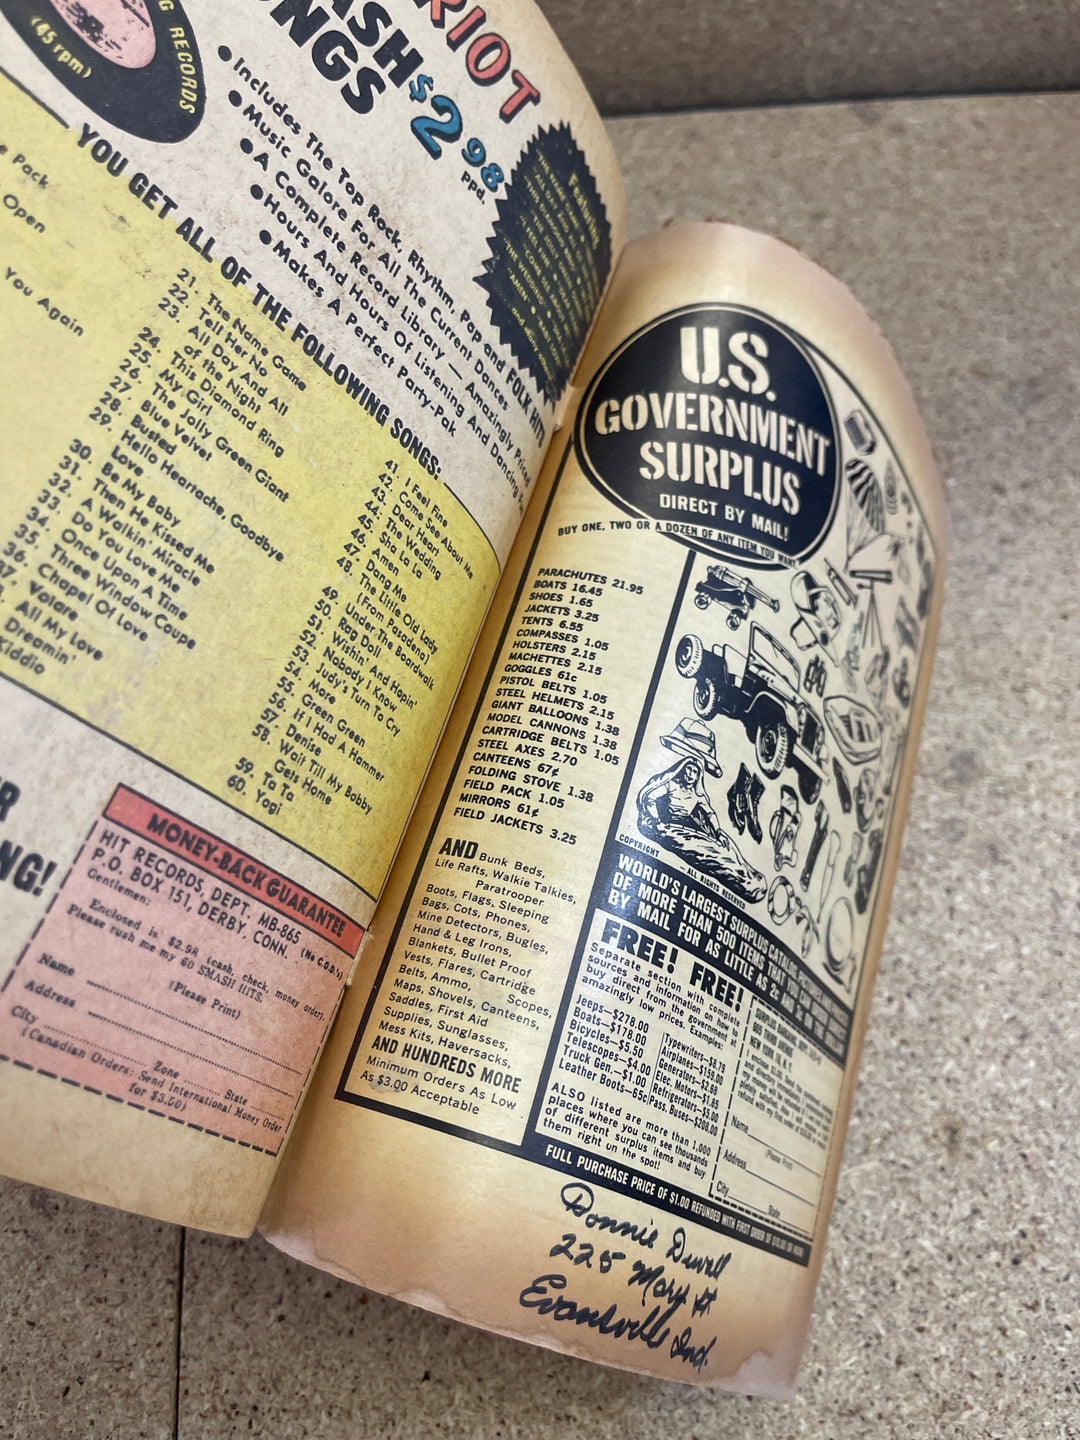 RIOT
ASH $2.98
ONGS PPD.
G RECORDS
(45 rpm)
Includes The Top Rock, Rhythm, Pop and FOLK HITS
Music Galore For All The Current Dances
A Complete Record Library — Amazingly Priced
Hours And Hours Of Listening And Dancing
Makes A Perfect Party-Pak
Featuring
YOU GET ALL OF THE FOLLOWING SONGS:
e Pack
Open
You Again
21. The Name Game
22. Tell Her No
23. All Day And All
of the Night
24. This Diamond Ring
25. My Girl
26. The Jolly Green Giant
27. Blue Velvet
28. Busted
29. Hello Heartache, Goodbye
Love
30. Be My Baby
31. Then He Kissed Me
32. A Walkin' Miracle
33. Do You Love Me
34. Once Upon A Time
35. Three Window Coupe
36. Chapel Of Love
37. Volare
All My Love
Dreamin'
Kiddio
41. I Feel Fine
42. Come See About Me
43. Dear Heart
44. The Wedding
45. Sha La La
46. Amen
47. Dang Me
48. The Little Old Lady
(From Pasadena)
49. Under The Boardwalk
50. Rag Doll
51. Wishin' And Hopin'
52. Nobody I Know
53. Judy's Turn To Cry
54. More
55. Green Green
56. If I Had A Hammer
57. Denise
58. Wait Till My Bobby
Gets Home
59. Ta Ta
60. Yogi
R
NG!
MONEY-BACK GUARANTEE
HIT RECORDS, DEPT. MB-865 (No C.O.D.'s)
P.O. BOX 151, DERBY, CONN.
Gentlemen:
Enclosed is $2.98 (cash, check, money order).
Please rush me my 60 SMASH HITS.
(Please Print)
Name
Address
City Zone State
(Canadian Orders: Send International Money Order
for $3.50)
U.S.
GOVERNMENT
SURPLUS
DIRECT BY MAIL!
BUY ONE, TWO OR A DOZEN OF ANY ITEM YOU WANT
PARACHUTES 21.95
BOATS 16.45
SHOES 1.65
JACKETS 3.25
TENTS 6.55
COMPASSES 1.05
HOLSTERS 2.15
MACHETTES 2.15
GOGGLES 61c
PISTOL BELTS 1.05
STEEL HELMETS 2.15
GIANT BALLOONS 1.38
MODEL CANNONS 1.38
CARTRIDGE BELTS 1.05
STEEL AXES 2.70
CANTEENS 67¢
FOLDING STOVE 1.38
FIELD PACK 1.05
MIRRORS 61¢
FIELD JACKETS 3.25
AND Bunk Beds,
Life Rafts, Walkie Talkies,
Paratrooper
Boots, Flags, Sleeping
Bags, Cots, Phones,
Mine Detectors, Bugles,
Hand & Leg Irons,
Blankets, Bullet Proof
Vests, Flares, Cartridge
Belts, Ammo, Scopes,
Maps, Shovels, Canteens,
Saddles, First Aid
Supplies, Sunglasses,
Mess Kits, Haversacks,
AND HUNDREDS MORE
Minimum Orders As Low
As $3.00 Acceptable
COPYRIGHT ALL RIGHTS RESERVED
WORLD'S LARGEST SURPLUS CATALOG
OF MORE THAN 500 ITEMS THAT CAN
BY MAIL FOR AS LITTLE AS 2¢
FREE! FREE!
Separate section with complete
sources and information on how to
buy direct from the government at
amazingly low prices. Examples:
Jeeps—$278.00
Boats—$178.00
Bicycles—$5.50
Telescopes—$4.00
Truck Gen.—$1.00
Leather Boots—65c
Typewriters—$8.79
Airplanes—$159.00
Generators—$2.88
Elec. Motors—$1.85
Refrigerators—$5.00
Pass. Buses—$200.00
ALSO listed are more than 1,000
places where you can see thousands
of different surplus items and buy
them right on the spot!
NEW YORK
Name
(Please Print)
Address
City
State
FULL PURCHASE PRICE OF $1.00 REFUNDED WITH FIRST ORDER OF $10.00 OR MORE
Donnie Duvall
225 Mary St
Evansville Ind.